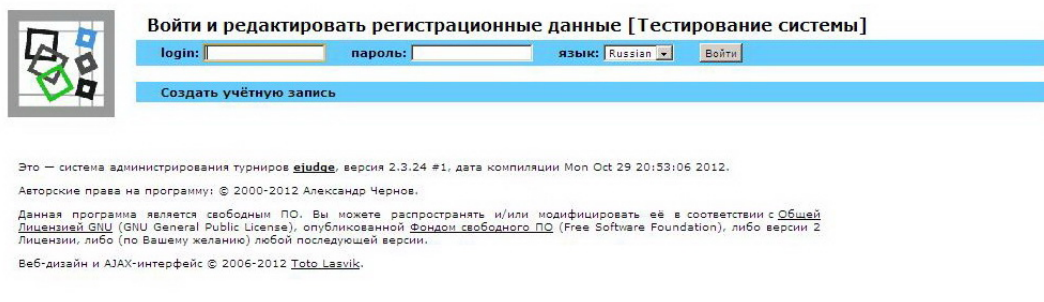 Войти и редактировать регистрационные данные [Тестирование системы]
login: пароль: язык: Russian Войти
Создать учётную запись
Это — система администрирования турниров ejudge, версия 2.3.24 #1, дата компиляции Mon Oct 29 20:53:06 2012.
Авторские права на программу: © 2000-2012 Александр Чернов.
Данная программа является свободным ПО. Вы можете распространять и/или модифицировать её в соответствии с Общей
Лицензией GNU (GNU General Public License), опубликованной Фондом свободного ПО (Free Software Foundation), либо версии 2
Лицензии, либо (по Вашему желанию) любой последующей версии.
Веб-дизайн и AJAX-интерфейс © 2006-2012 Toto Lasvik.